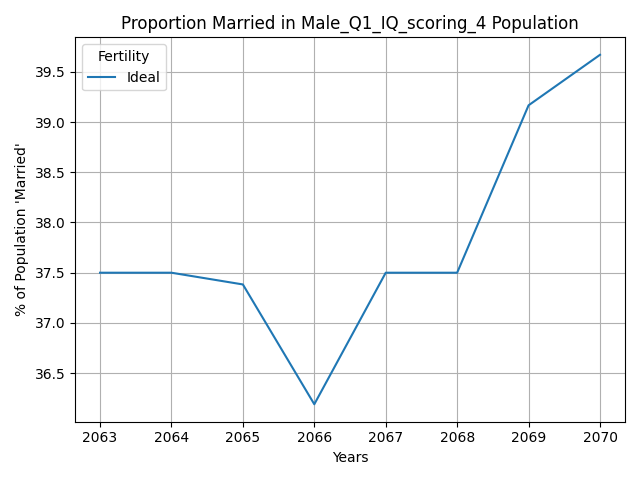 Proportion Married in Male_Q1_IQ_scoring_4 Population
% of Population 'Married'
Fertility
Ideal
39.5
39.0
38.5
38.0
37.5
37.0
36.5
2063 2064 2065 2066 2067 2068 2069 2070
Years